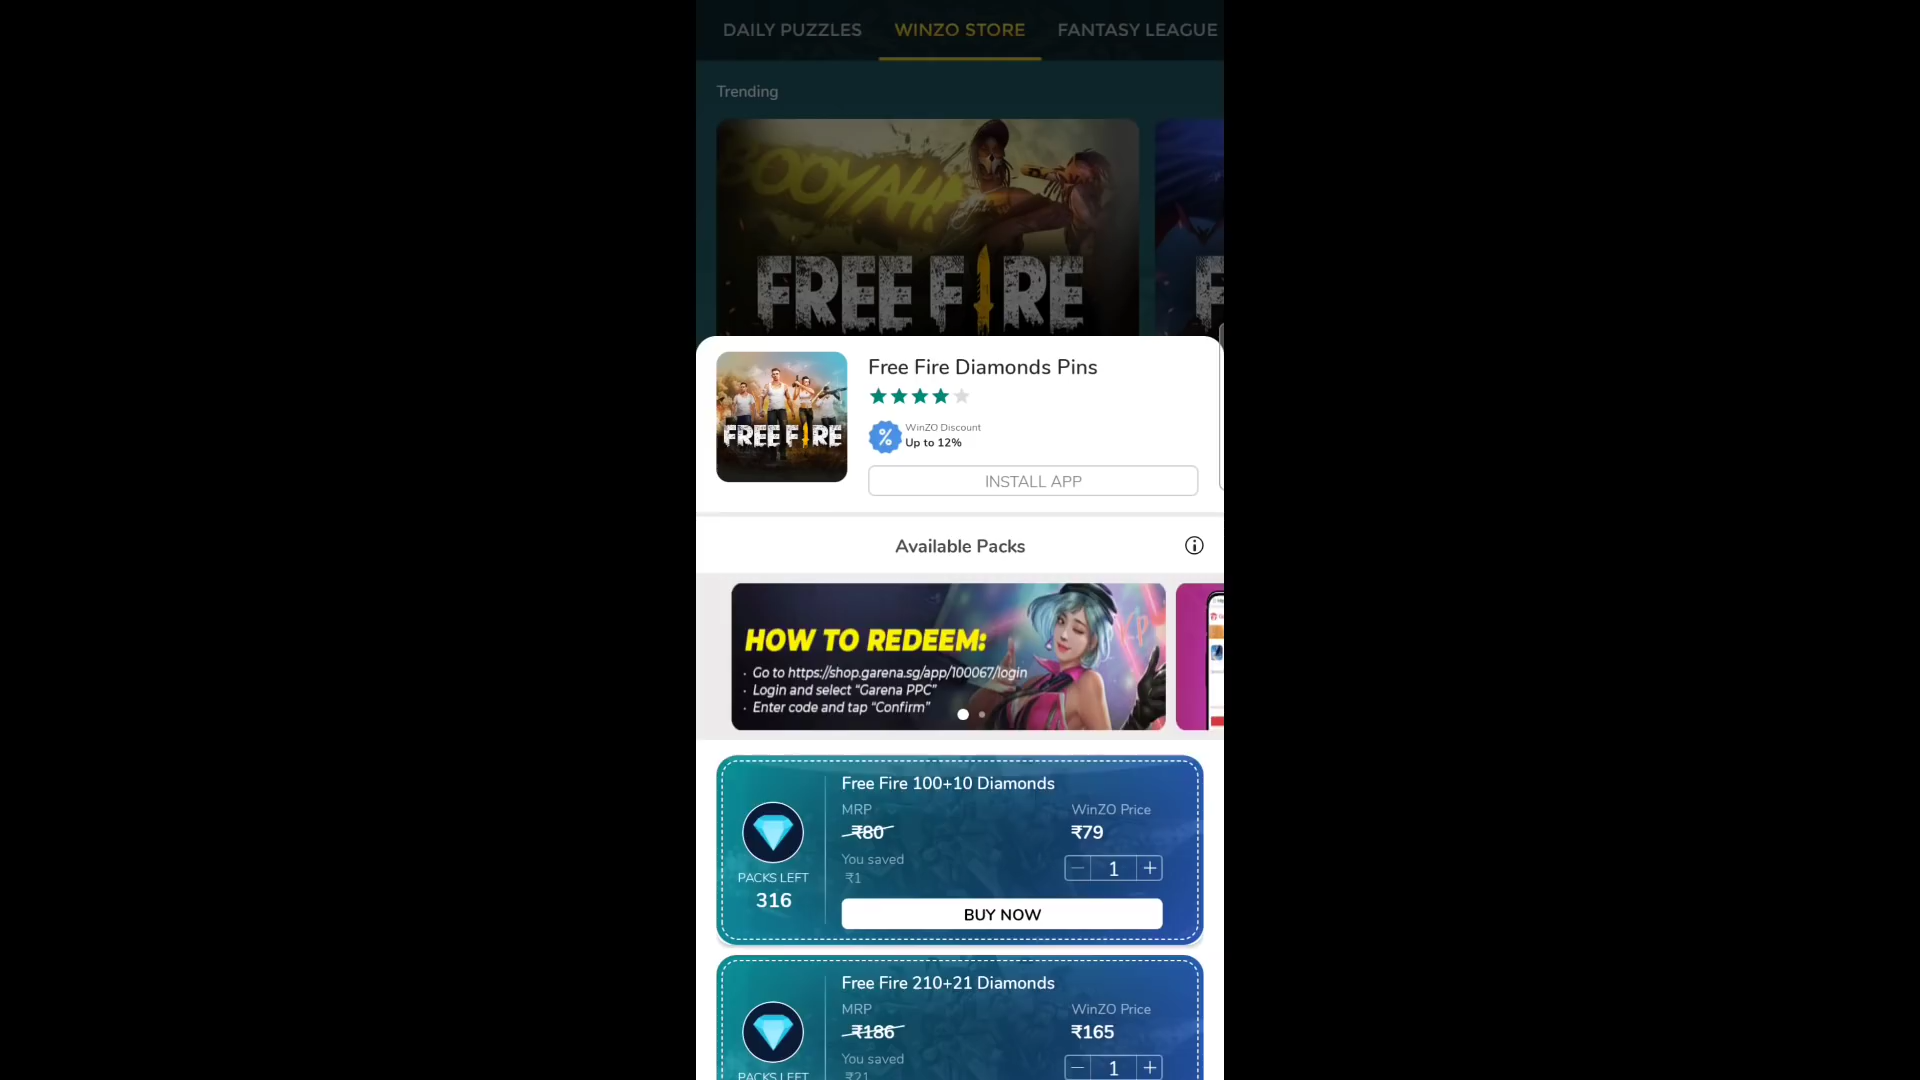 DAILY PUZZLES WINZO STORE FANTASY LEAGUE
Trending
BOOYAH!
FREE FIRE
Free Fire Diamonds Pins
WinZO Discount
Up to 12%
FREE FIRE
INSTALL APP
Available Packs
HOW TO REDEEM:
· Go to https://shop.garena.sg/app/100067/login
· Login and select “Garena PPC”
· Enter code and tap “Confirm”
Free Fire 100+10 Diamonds
MRP WinZO Price
₹80 ₹79
You saved
₹1
1
PACKS LEFT
316
BUY NOW
Free Fire 210+21 Diamonds
MRP WinZO Price
₹186 ₹165
You saved
₹21
1
PACKS LEFT